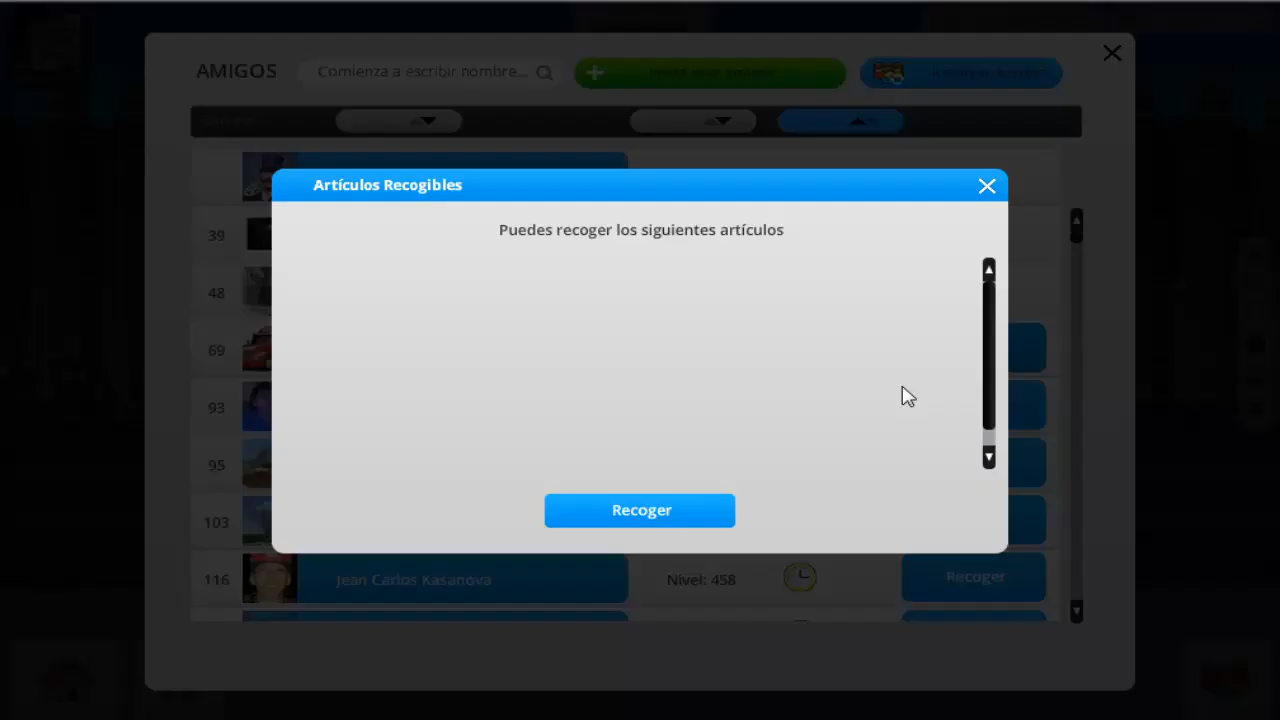 AMIGOS
Comienza a escribir nombre...
Artículos Recogibles
Puedes recoger los siguientes artículos
39
48
69
93
95
103
Recoger
116 Jean Carlos Kasanova Nivel: 458 Recoger